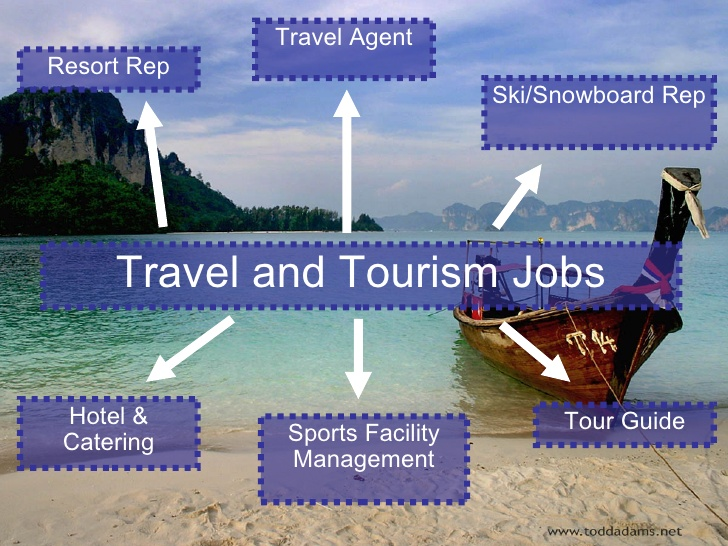 Travel Agent
Resort Rep
Ski/Snowboard Rep
Travel and Tourism Jobs
Hotel &
Catering
Sports Facility
Management
Tour Guide
www.toddadams.net